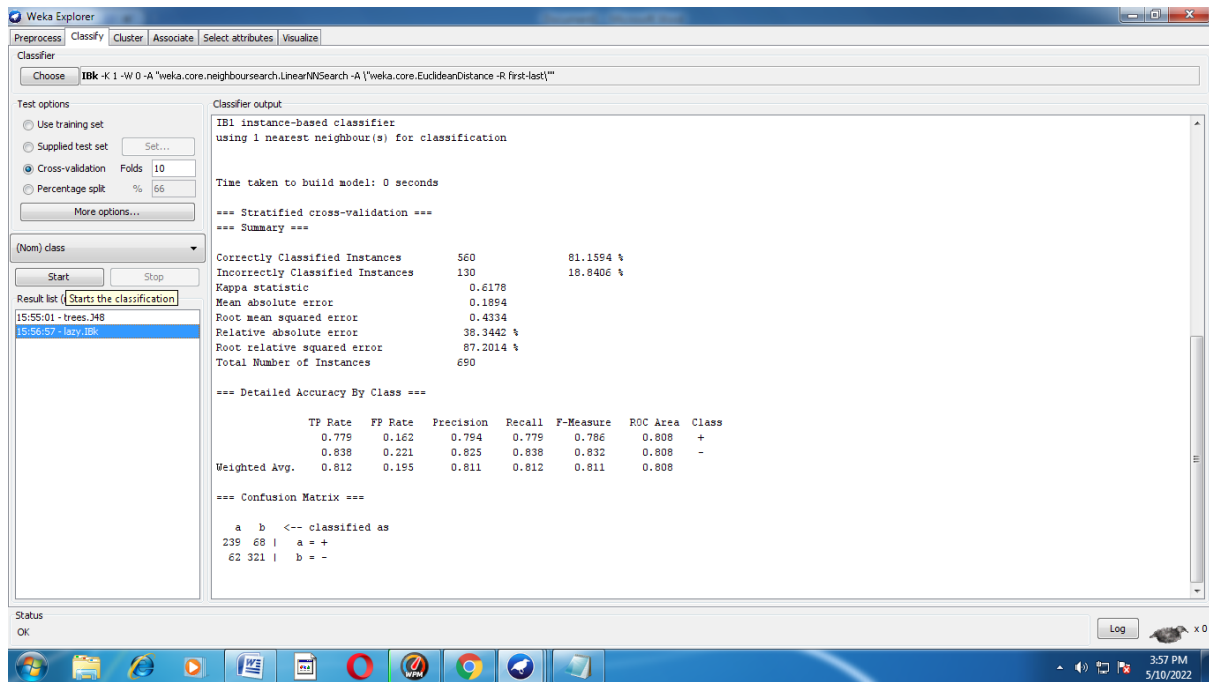 Weka Explorer
Preprocess Classify Cluster Associate Select attributes Visualize
Classifier
Choose IBk -K 1 -W 0 -A "weka.core.neighboursearch.LinearNNSearch -A \"weka.core.EuclideanDistance -R first-last\""
Test options
Use training set
Supplied test set Set...
Cross-validation Folds 10
Percentage split % 66
More options...
(Nom) class
Start Stop
Result list (
Starts the classification
15:55:01 - trees.J48
15:56:57 - lazy.IBk
Classifier output
IB1 instance-based classifier
using 1 nearest neighbour(s) for classification
Time taken to build model: 0 seconds
=== Stratified cross-validation ===
=== Summary ===
Correctly Classified Instances 560 81.1594 %
Incorrectly Classified Instances 130 18.8406 %
Kappa statistic 0.6178
Mean absolute error 0.1894
Root mean squared error 0.4334
Relative absolute error 38.3442 %
Root relative squared error 87.2014 %
Total Number of Instances 690
=== Detailed Accuracy By Class ===
TP Rate FP Rate Precision Recall F-Measure ROC Area Class
0.779 0.162 0.794 0.779 0.786 0.808 +
0.838 0.221 0.825 0.838 0.832 0.808 -
Weighted Avg. 0.812 0.195 0.811 0.812 0.811 0.808
=== Confusion Matrix ===
a b <-- classified as
239 68 | a = +
62 321 | b = -
Status
OK
Log x 0
WPM
3:57 PM
5/10/2022